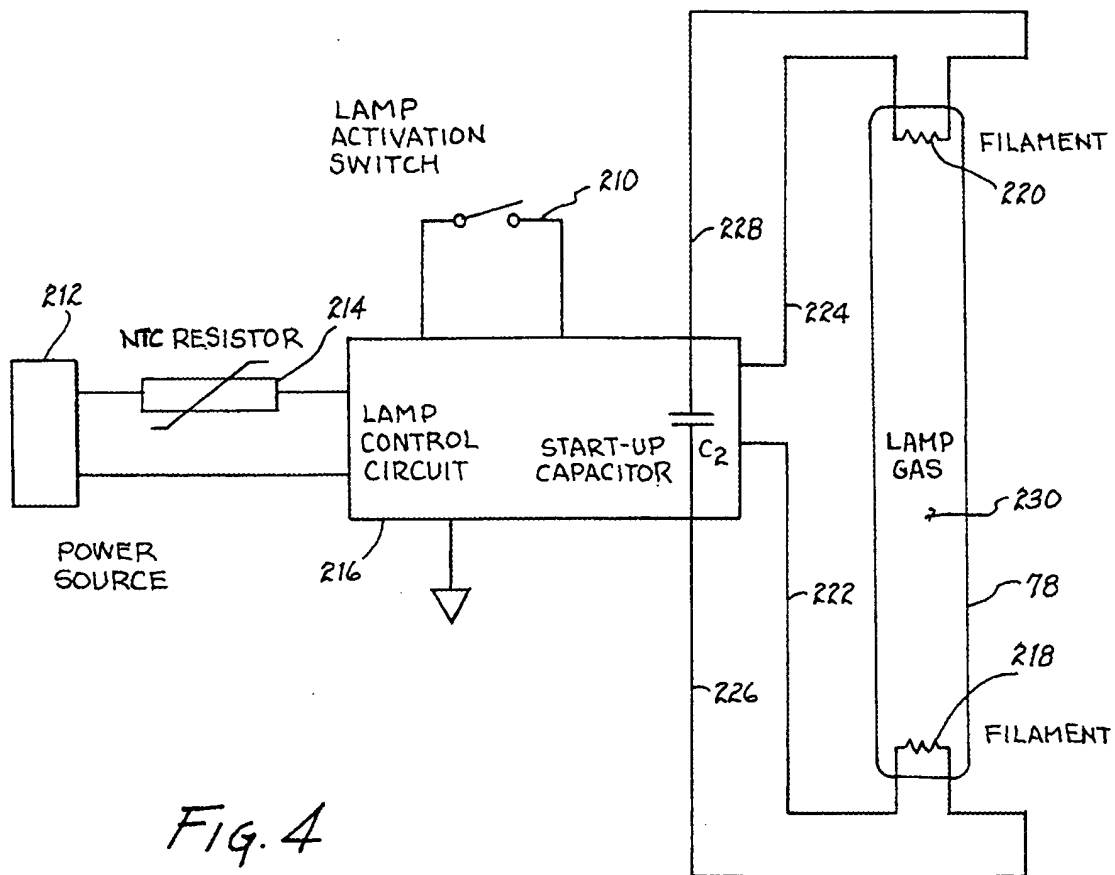 LAMP
ACTIVATION
SWITCH
210
228
224
FILAMENT
220
212
NTC RESISTOR
214
LAMP
CONTROL
CIRCUIT
START-UP
CAPACITOR
C2
LAMP
GAS
230
POWER
SOURCE
216
222
78
226
218
FILAMENT
FIG. 4